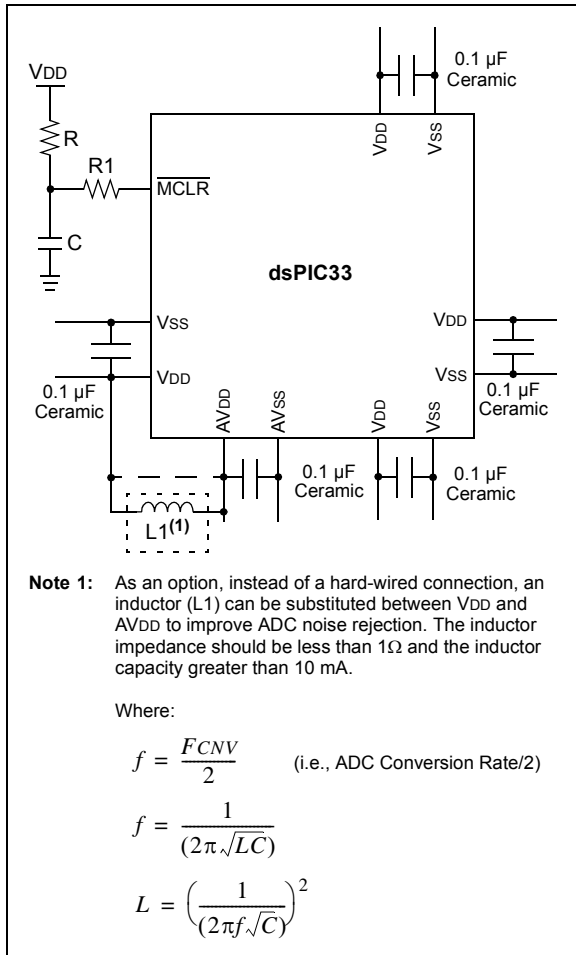 0.1 µF
Ceramic
VDD
R
R1
C
MCLR
VDD
VSS
dsPIC33
VSS
VDD
0.1 µF
Ceramic
VDD
VSS
0.1 µF
Ceramic
AVDD
AVSS
VDD
VSS
0.1 µF
Ceramic
0.1 µF
Ceramic
L1(1)
Note 1: As an option, instead of a hard-wired connection, an
inductor (L1) can be substituted between VDD and
AVDD to improve ADC noise rejection. The inductor
impedance should be less than 1Ω and the inductor
capacity greater than 10 mA.
Where:
f = FCNV / 2 (i.e., ADC Conversion Rate/2)
f = 1 / (2π√LC)
L = (1 / (2πf√C))²